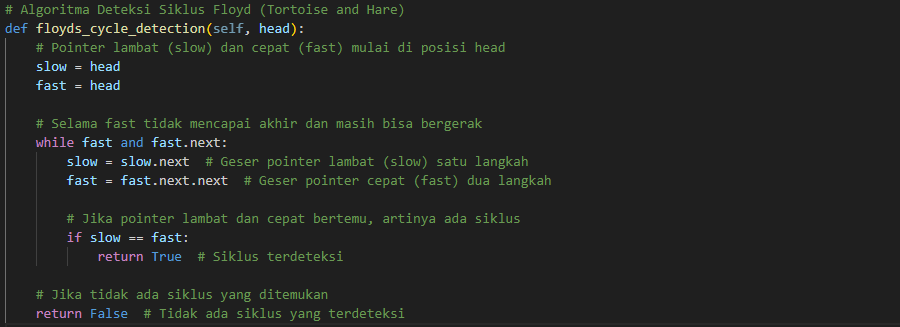 # Algoritma Deteksi Siklus Floyd (Tortoise and Hare)
def floyds_cycle_detection(self, head):
    # Pointer lambat (slow) dan cepat (fast) mulai di posisi head
    slow = head
    fast = head

    # Selama fast tidak mencapai akhir dan masih bisa bergerak
    while fast and fast.next:
        slow = slow.next  # Geser pointer lambat (slow) satu langkah
        fast = fast.next.next  # Geser pointer cepat (fast) dua langkah

        # Jika pointer lambat dan cepat bertemu, artinya ada siklus
        if slow == fast:
            return True  # Siklus terdeteksi

    # Jika tidak ada siklus yang ditemukan
    return False  # Tidak ada siklus yang terdeteksi